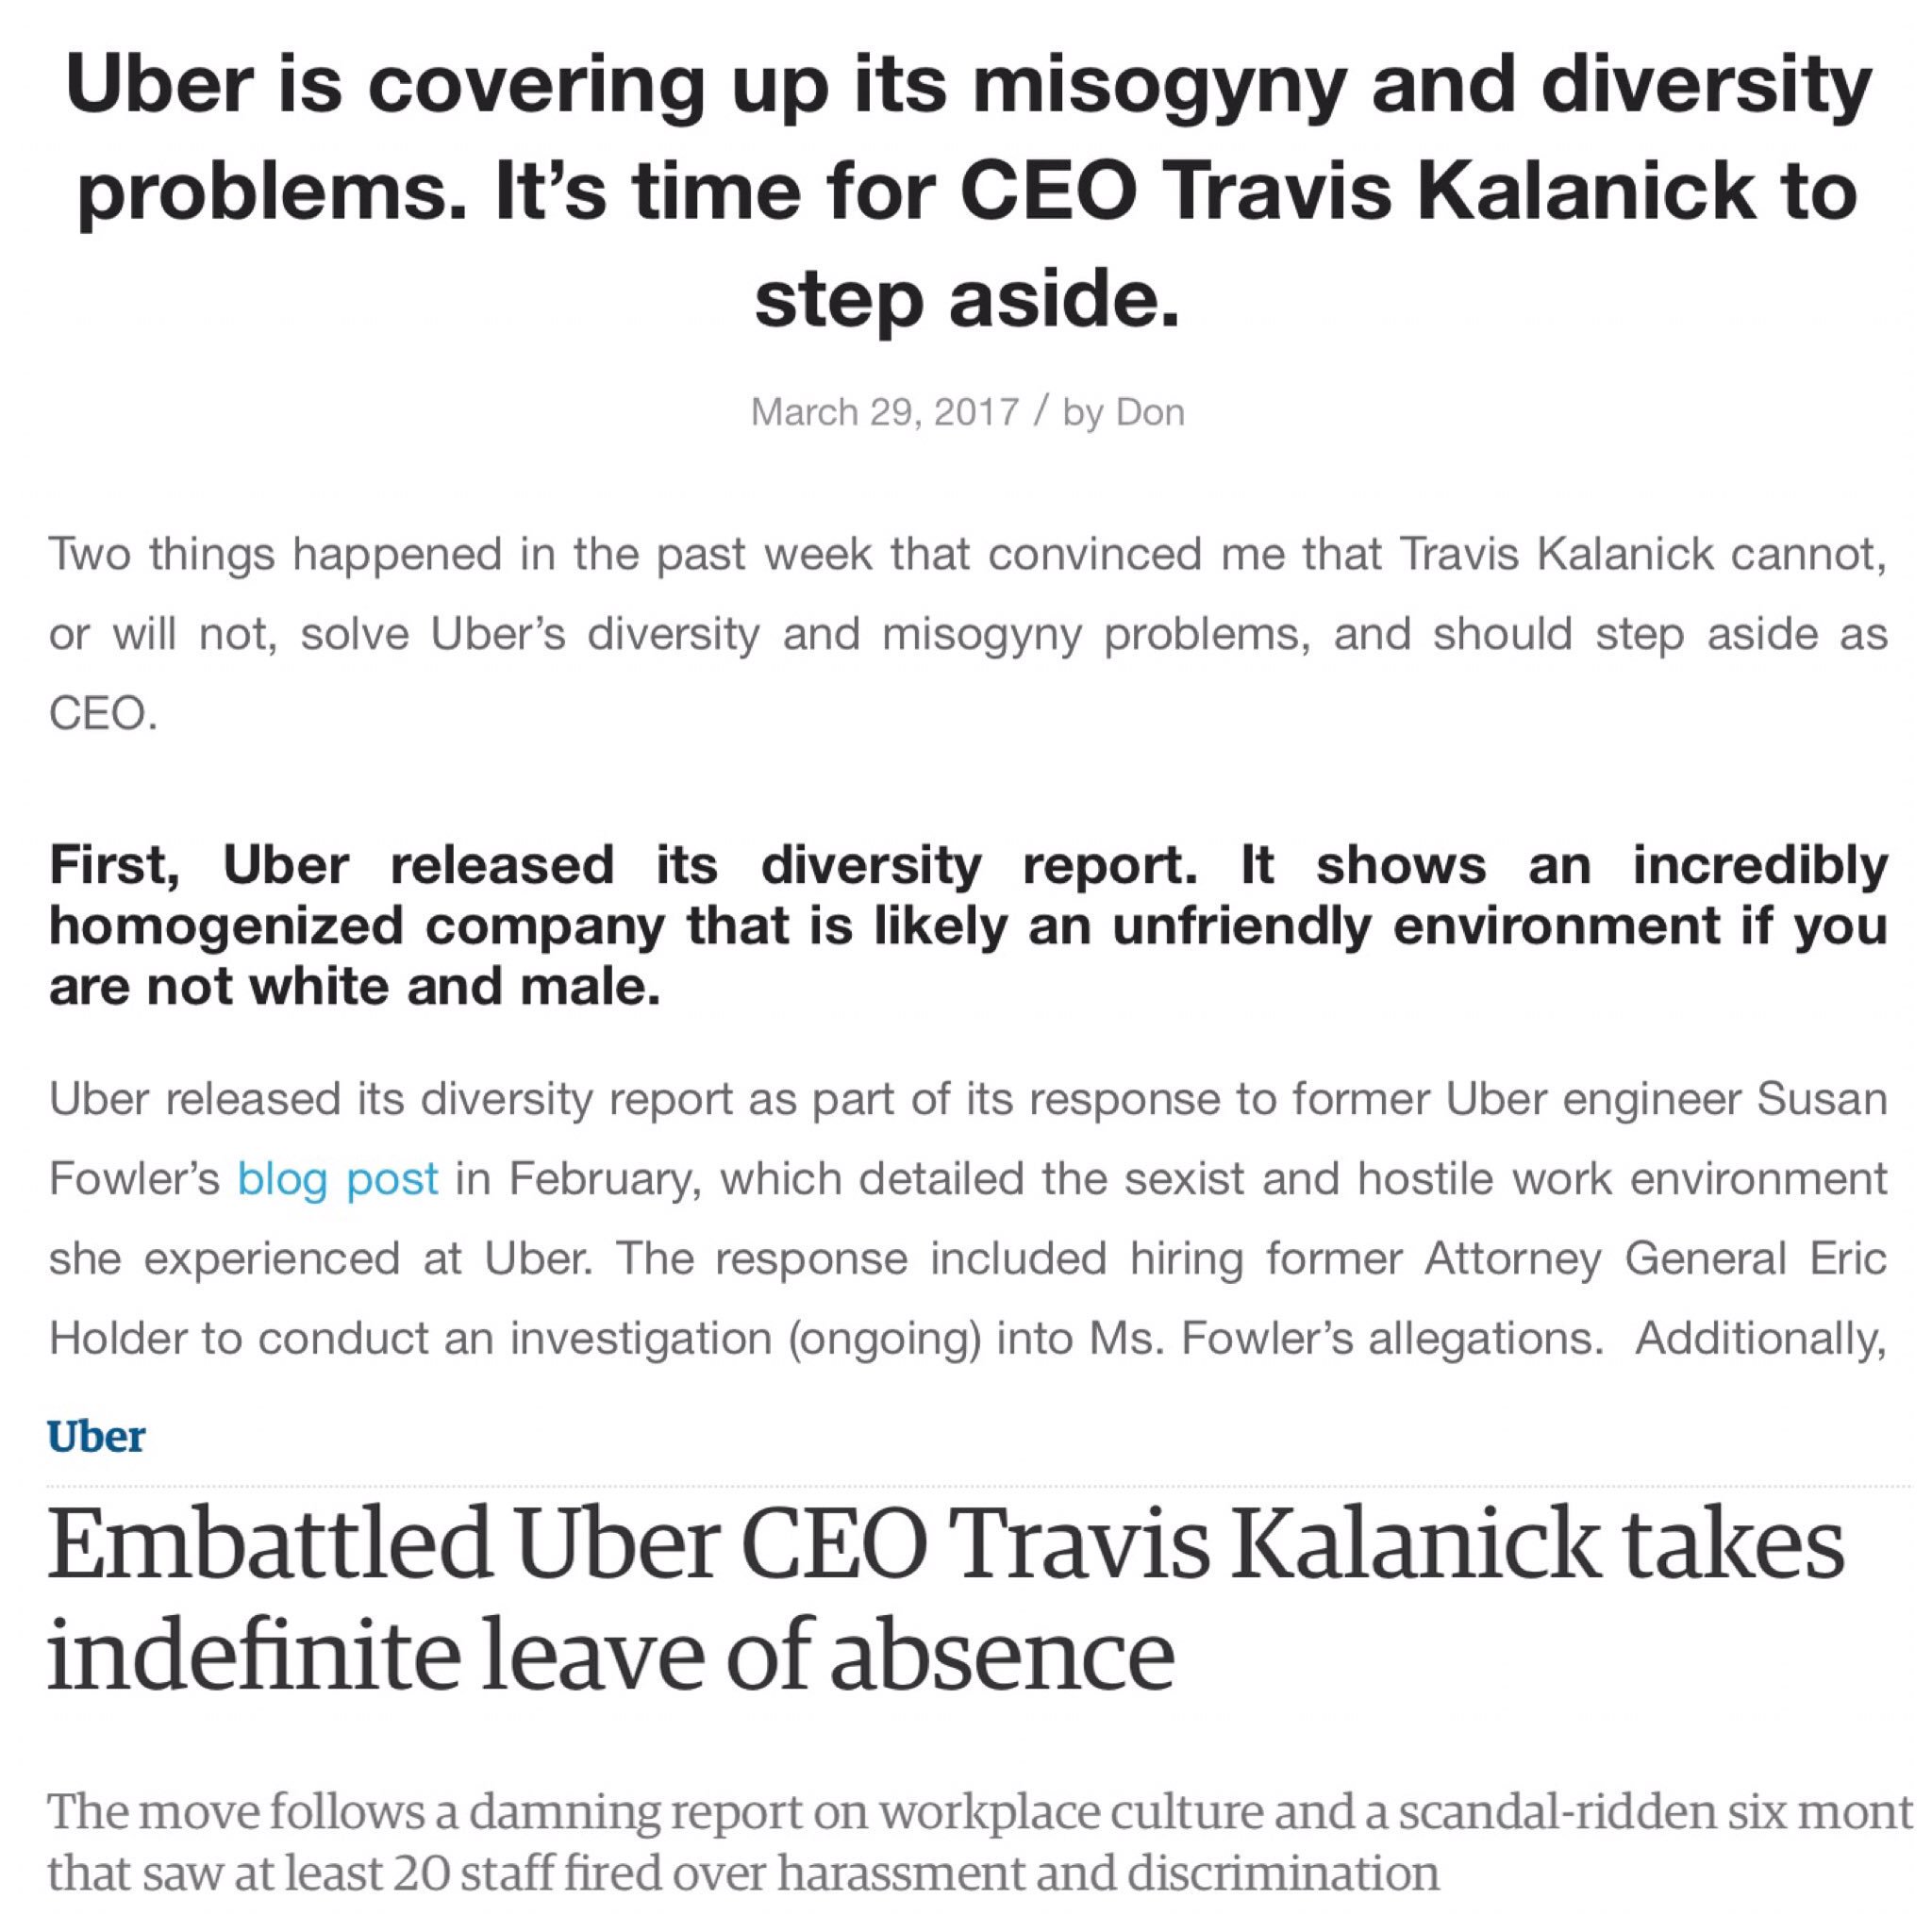 Uber is covering up its misogyny and diversity
problems. It’s time for CEO Travis Kalanick to
step aside.
March 29, 2017 / by Don
Two things happened in the past week that convinced me that Travis Kalanick cannot,
or will not, solve Uber’s diversity and misogyny problems, and should step aside as
CEO.
First, Uber released its diversity report. It shows an incredibly
homogenized company that is likely an unfriendly environment if you
are not white and male.
Uber released its diversity report as part of its response to former Uber engineer Susan
Fowler’s blog post in February, which detailed the sexist and hostile work environment
she experienced at Uber. The response included hiring former Attorney General Eric
Holder to conduct an investigation (ongoing) into Ms. Fowler’s allegations. Additionally,
Uber
Embattled Uber CEO Travis Kalanick takes
indefinite leave of absence
The move follows a damning report on workplace culture and a scandal-ridden six mont
that saw at least 20 staff fired over harassment and discrimination